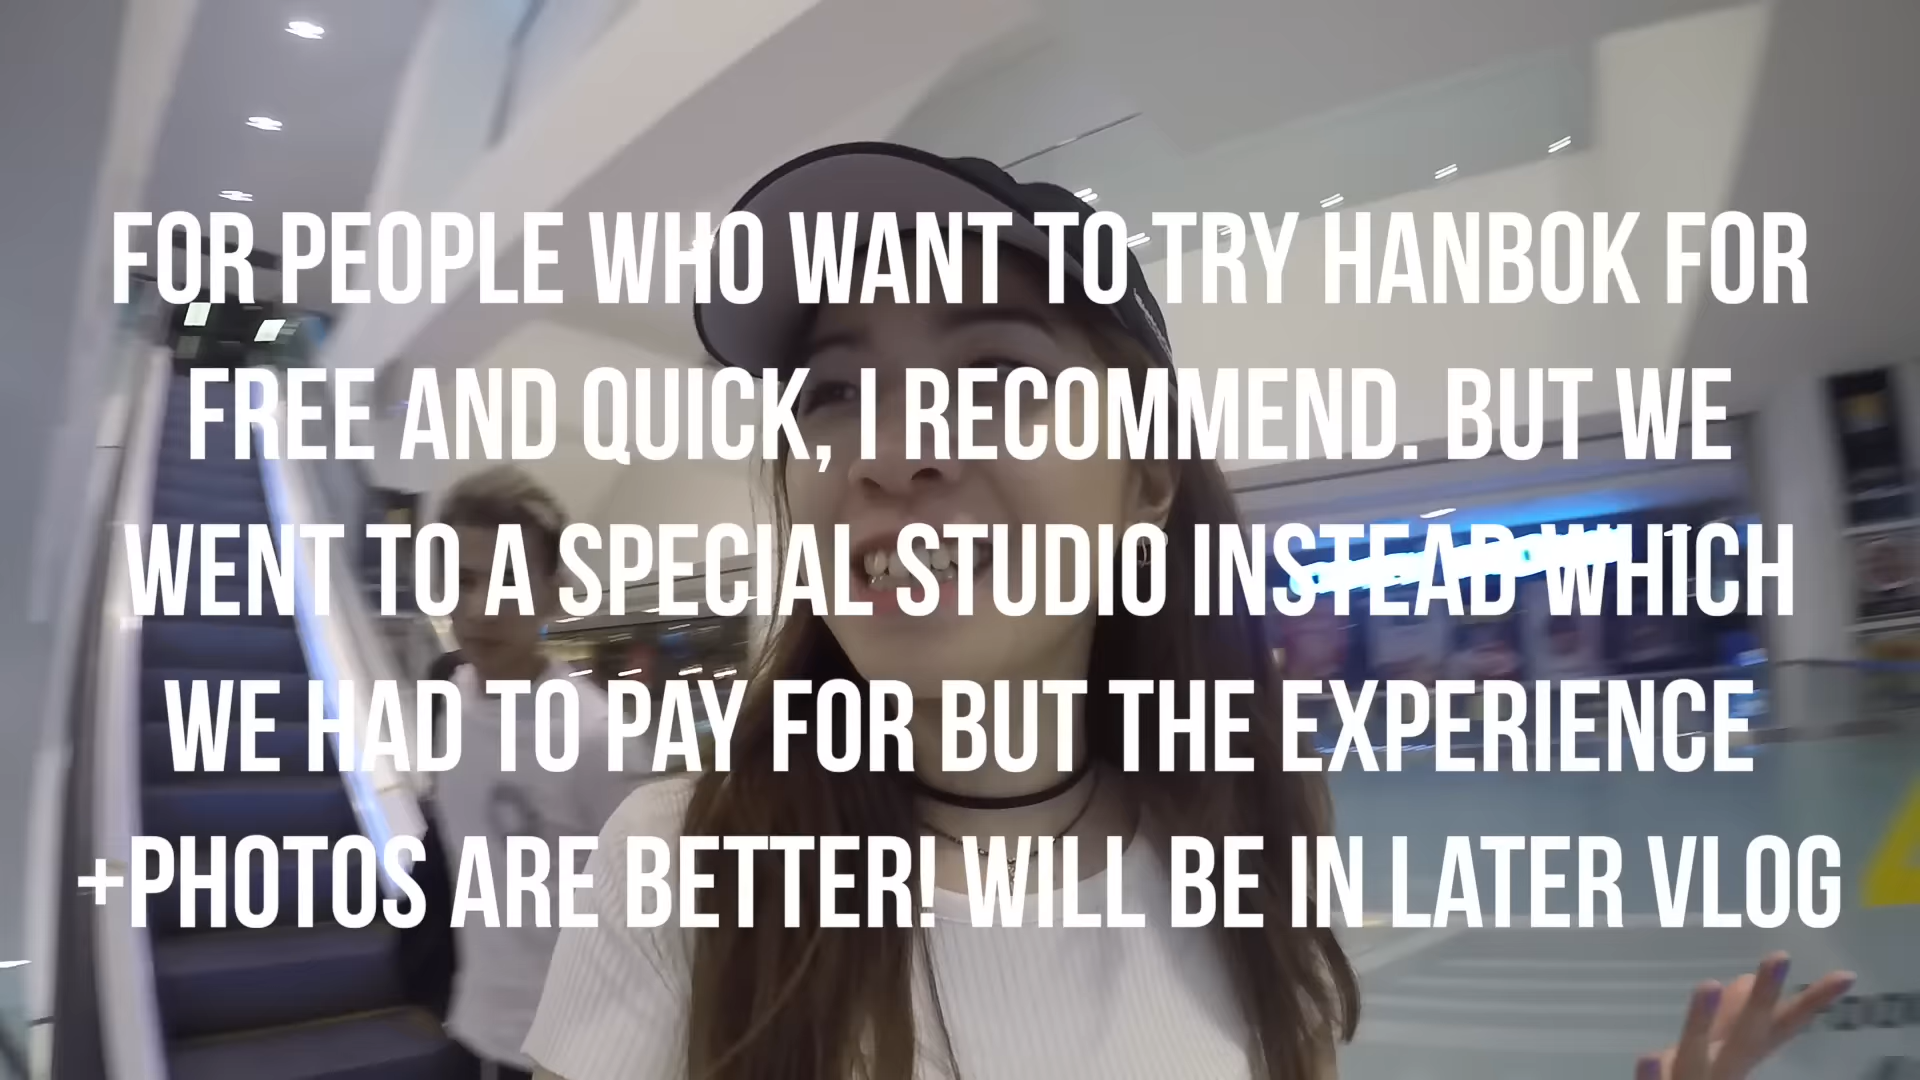 FOR PEOPLE WHO WANT TO TRY HANBOK FOR
FREE AND QUICK, I RECOMMEND. BUT WE
WENT TO A SPECIAL STUDIO INSTEAD WHICH
WE HAD TO PAY FOR BUT THE EXPERIENCE
+PHOTOS ARE BETTER! WILL BE IN LATER VLOG